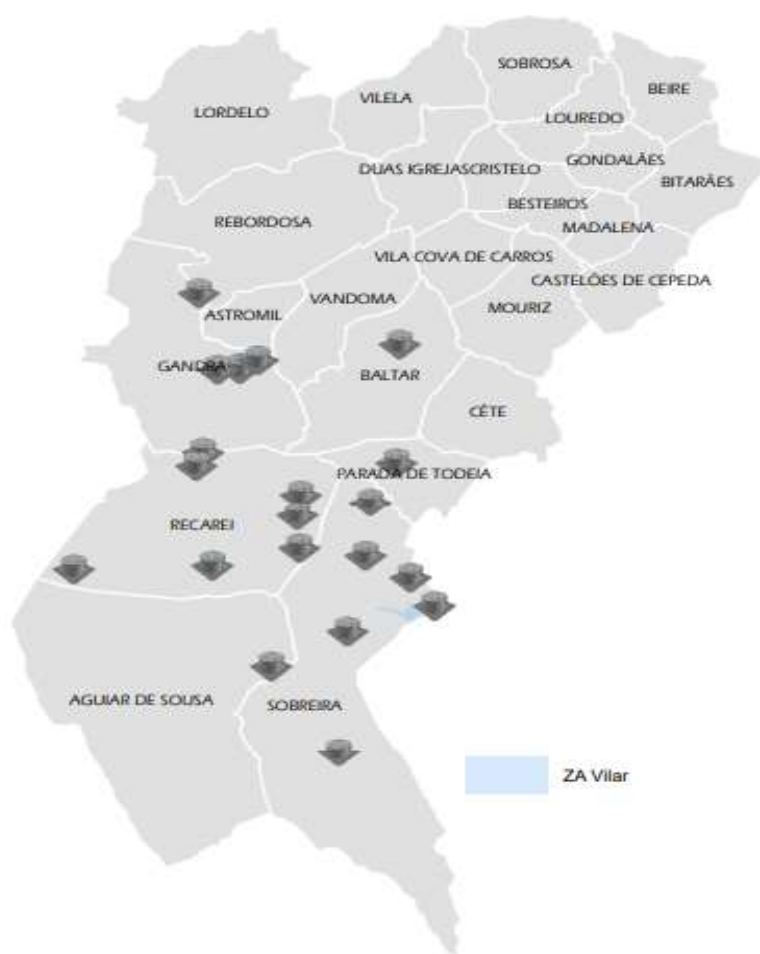 SOBROSA
BEIRE
VILELA
LORDELO
LOUREDO
GONDALÃES
DUAS IGREJASCRISTELO
BITARÃES
BESTEIROS
REBORDOSA
MADALENA
VILA COVA DE CARROS
CASTELÕES DE CEPEDA
VANDOMA
MOURIZ
ASTROMIL
GANDRA
BALTAR
CÊTE
PARADA DE TODEIA
RECAREI
AGUIAR DE SOUSA
SOBREIRA
ZA Vilar